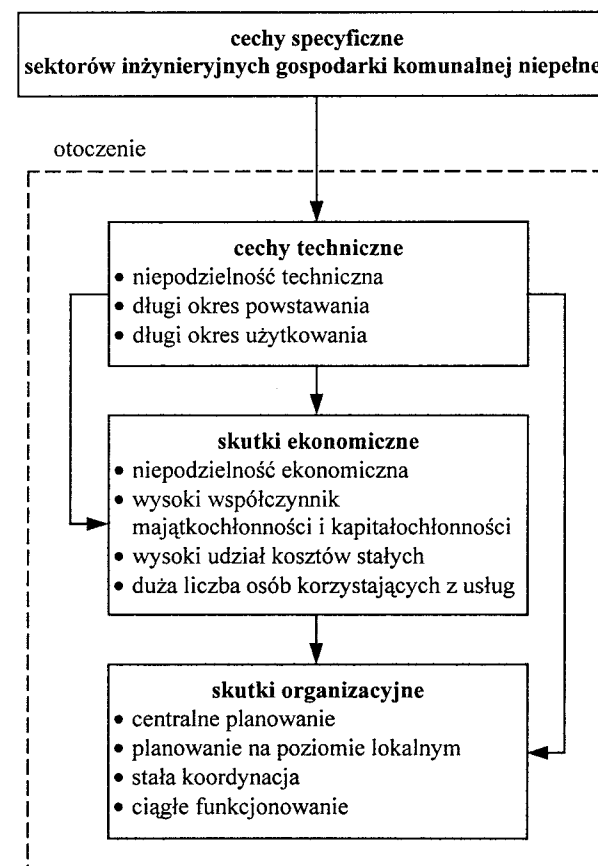 cechy specyficzne
sektorów inżynieryjnych gospodarki komunalnej niepełne
otoczenie
cechy techniczne
• niepodzielność techniczna
• długi okres powstawania
• długi okres użytkowania
skutki ekonomiczne
• niepodzielność ekonomiczna
• wysoki współczynnik
majątkochłonności i kapitałochłonności
• wysoki udział kosztów stałych
• duża liczba osób korzystających z usług
skutki organizacyjne
• centralne planowanie
• planowanie na poziomie lokalnym
• stała koordynacja
• ciągłe funkcjonowanie